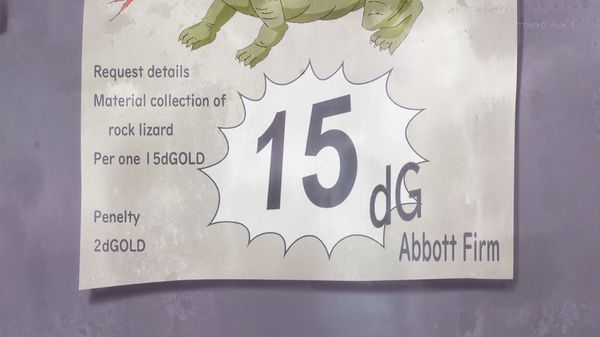 Request details
Material collection of
rock lizard
Per one 15dGOLD
Penelty
2dGOLD
15
dG
Abbott Firm